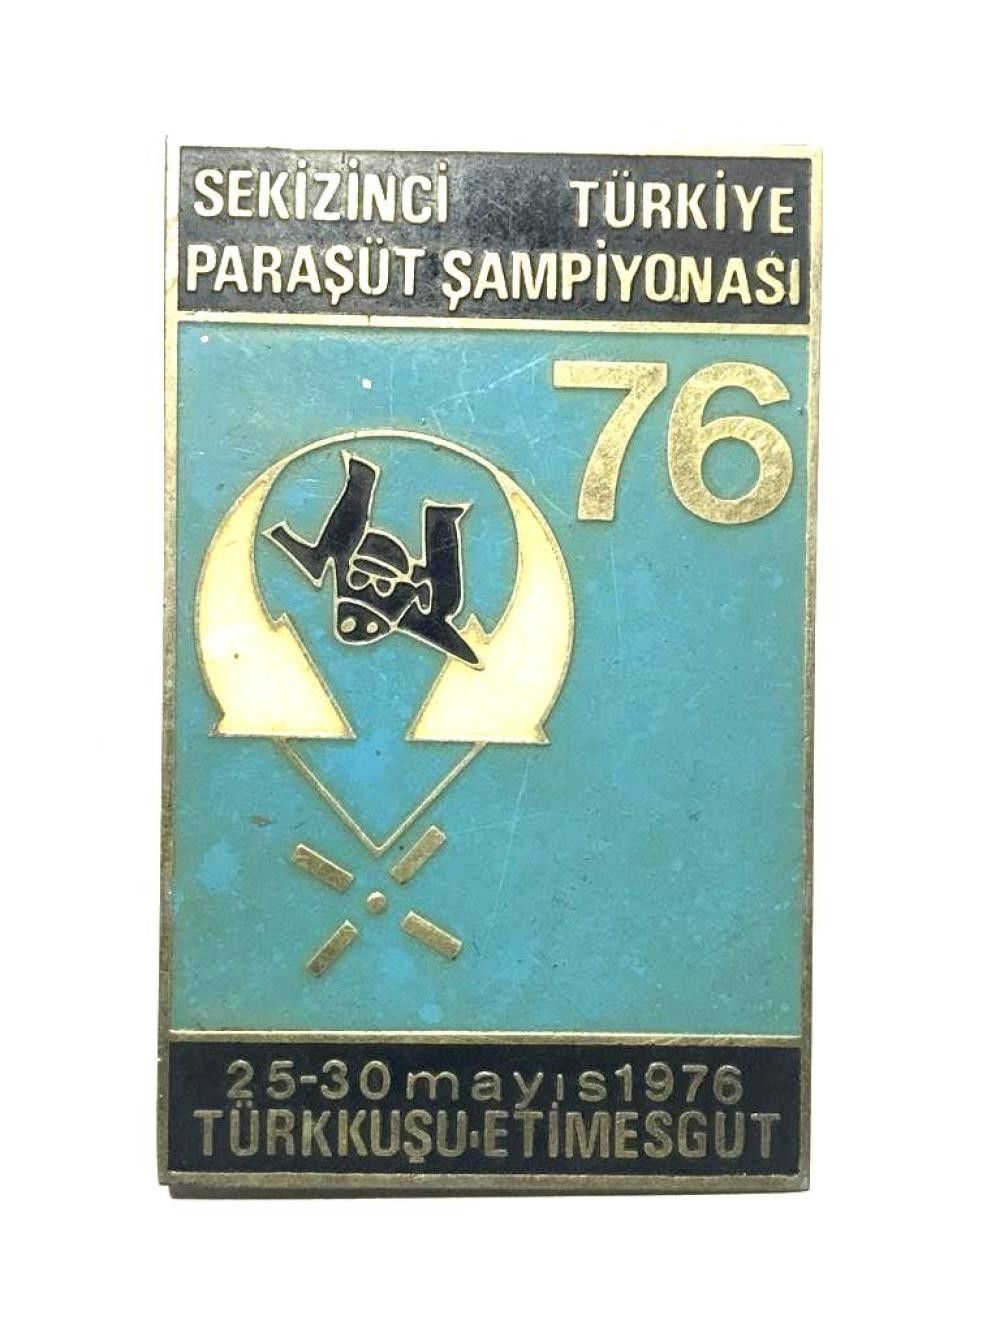 SEKİZİNCİ TÜRKİYE
PARAŞÜT ŞAMPİYONASI
76
25-30 mayıs 1976
TÜRKKUŞU·ETİMESGUT